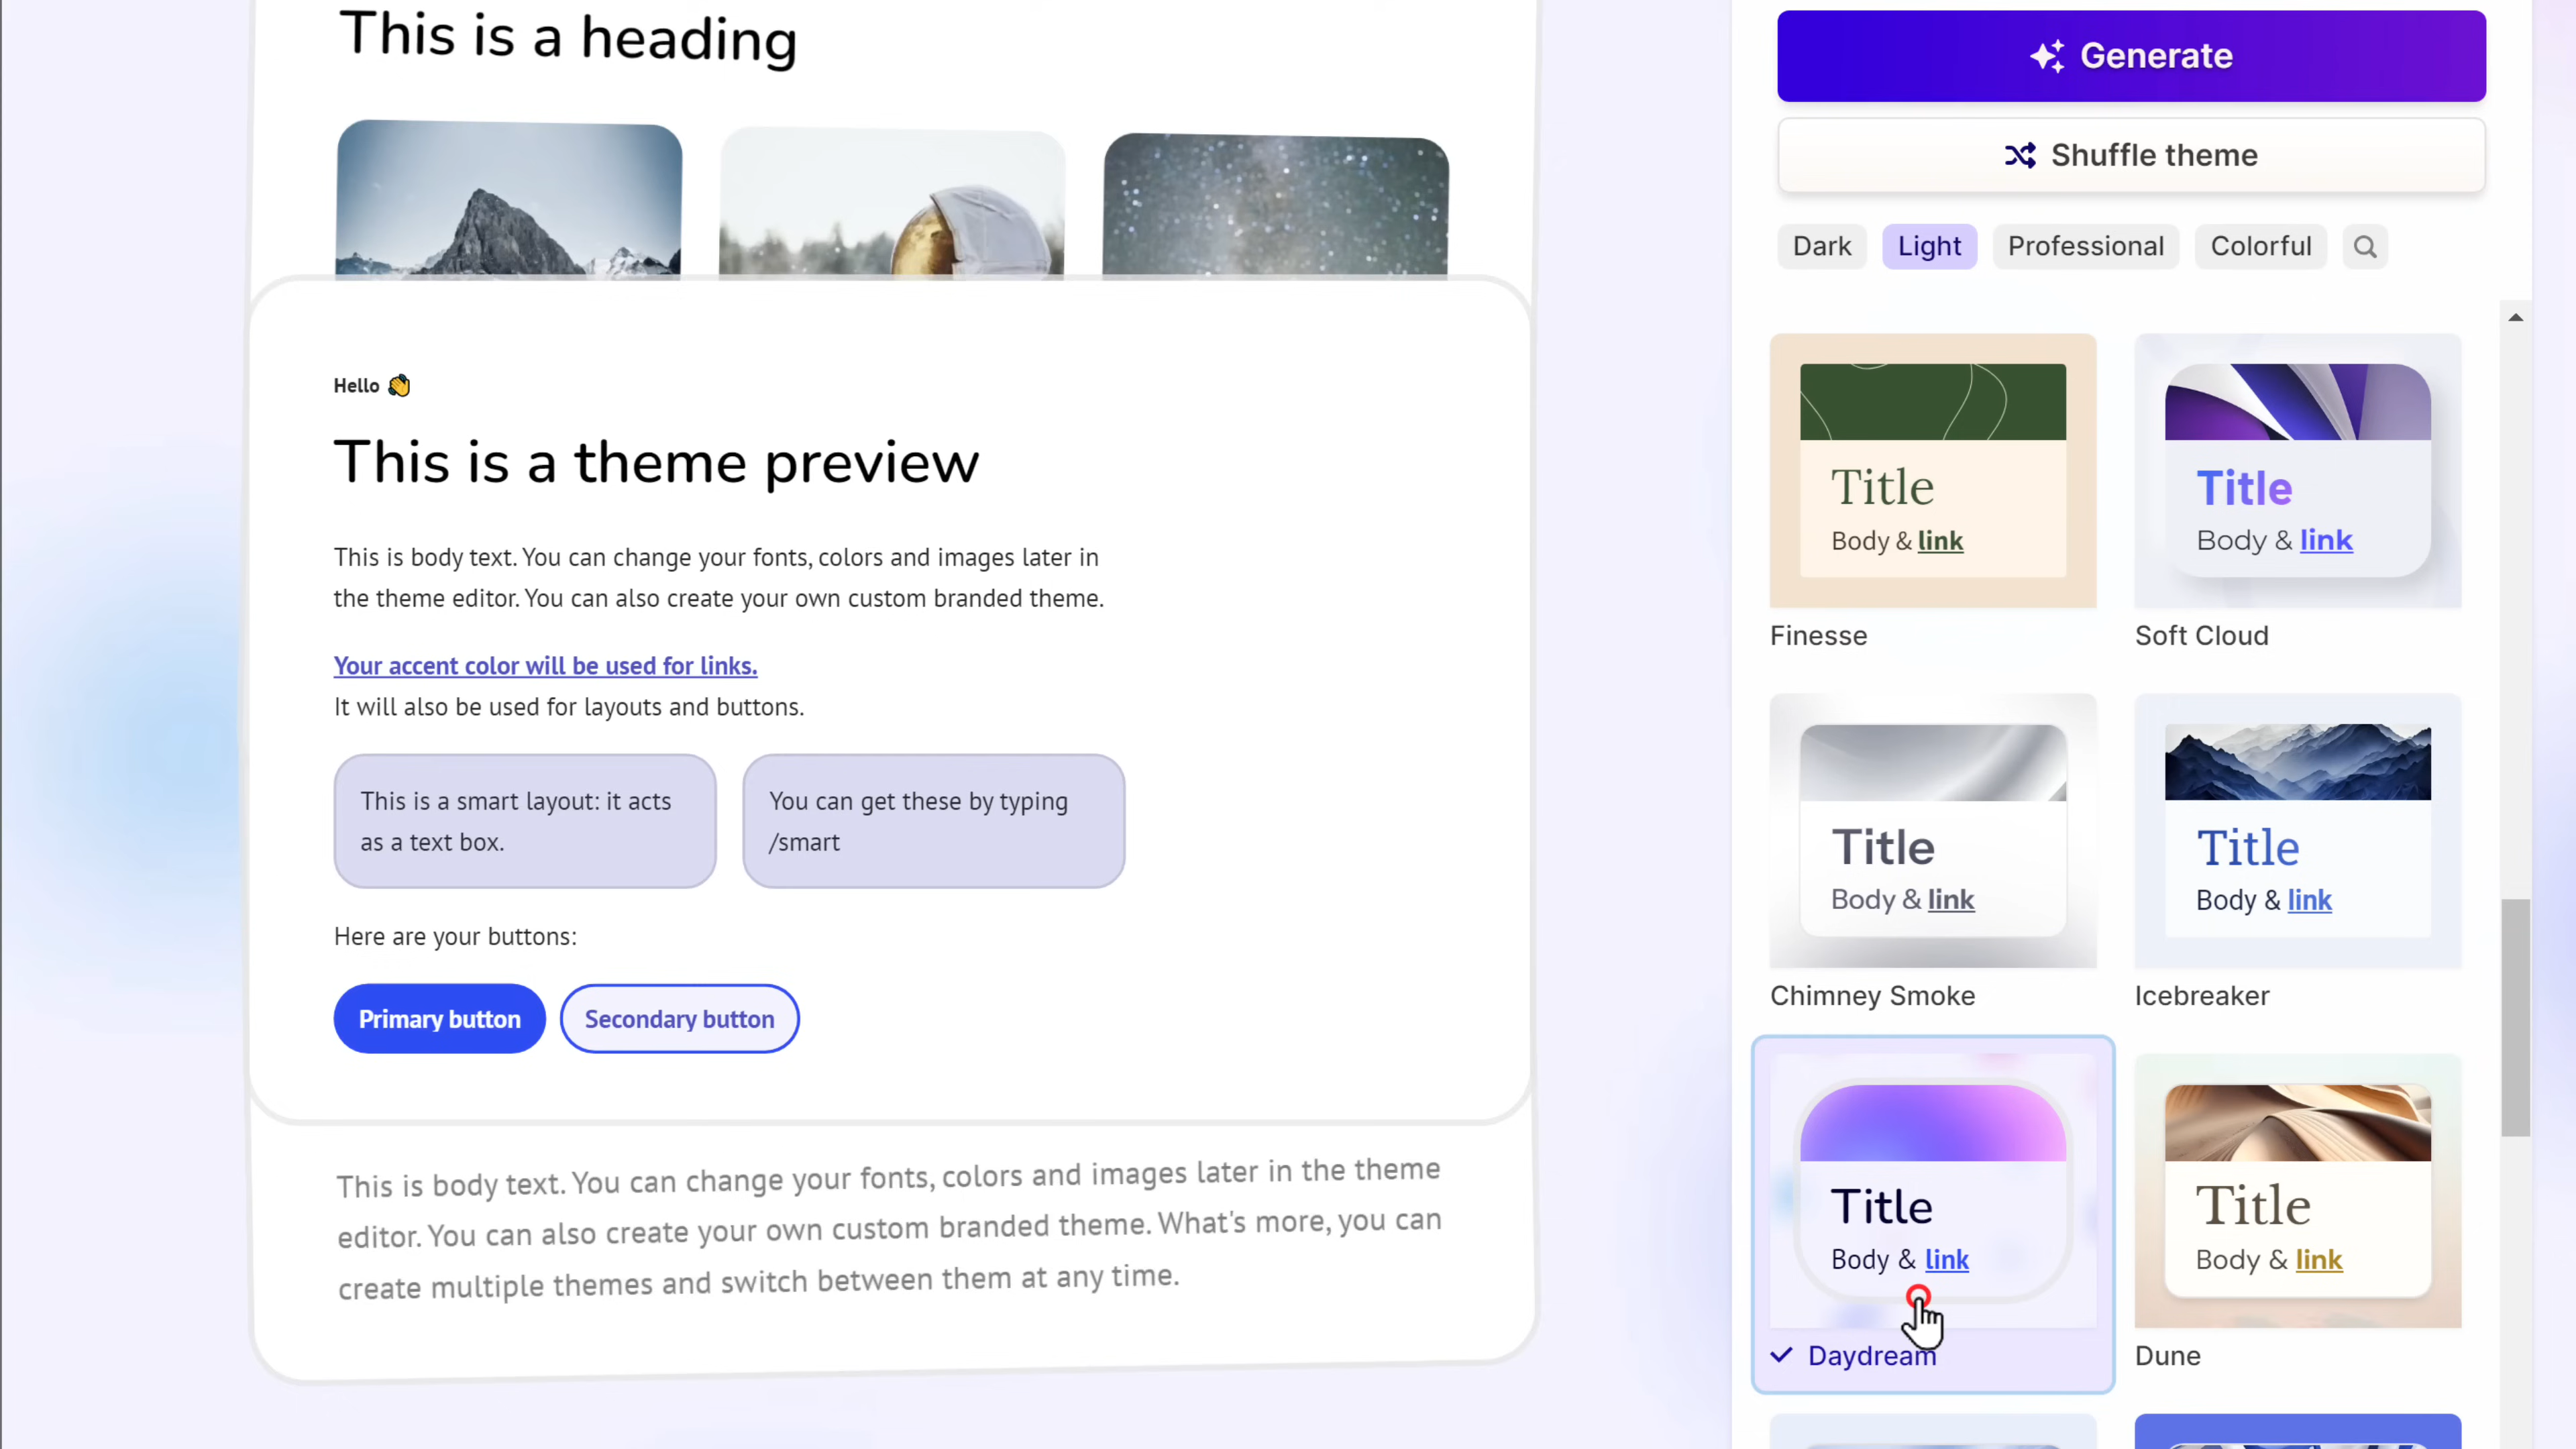 This is a heading
Hello 👋
This is a theme preview
This is body text. You can change your fonts, colors and images later in
the theme editor. You can also create your own custom branded theme.
Your accent color will be used for links.
It will also be used for layouts and buttons.
This is a smart layout: it acts
as a text box.
You can get these by typing
/smart
Here are your buttons:
Primary button
Secondary button
This is body text. You can change your fonts, colors and images later in the theme
editor. You can also create your own custom branded theme. What's more, you can
create multiple themes and switch between them at any time.
Generate
Shuffle theme
Dark
Light
Professional
Colorful
Title
Body & link
Finesse
Title
Body & link
Soft Cloud
Title
Body & link
Chimney Smoke
Title
Body & link
Icebreaker
Title
Body & link
Daydream
Title
Body & link
Dune